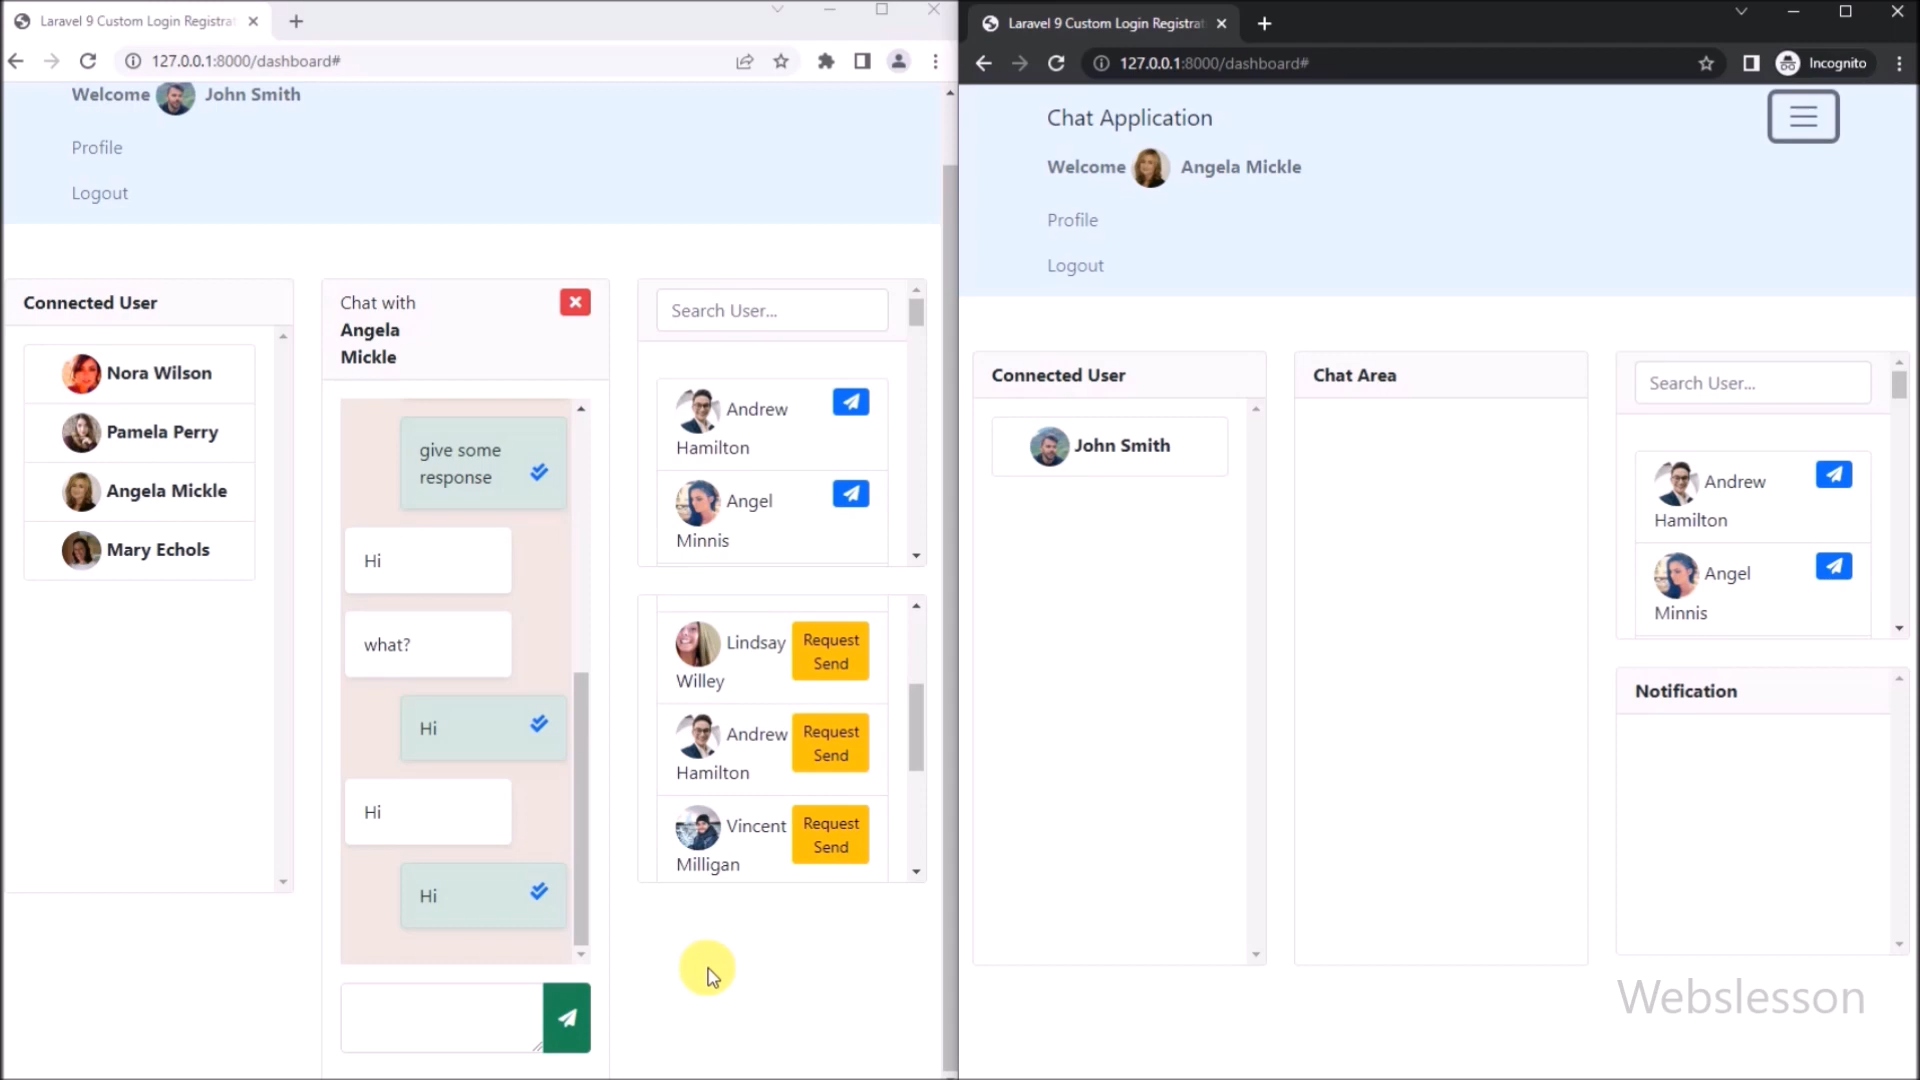 Laravel 9 Custom Login Registrat
127.0.0.1:8000/dashboard#
Welcome John Smith
Profile
Logout
Connected User
Nora Wilson
Pamela Perry
Angela Mickle
Mary Echols
Chat with
Angela
Mickle
give some
response
Hi
what?
Hi
Hi
Hi
Search User...
Andrew
Hamilton
Angel
Minnis
Lindsay
Willey
Request
Send
Andrew
Hamilton
Request
Send
Vincent
Milligan
Request
Send
Laravel 9 Custom Login Registrat
127.0.0.1:8000/dashboard#
Incognito
Chat Application
Welcome Angela Mickle
Profile
Logout
Connected User
John Smith
Chat Area
Search User...
Andrew
Hamilton
Angel
Minnis
Notification
Webslesson